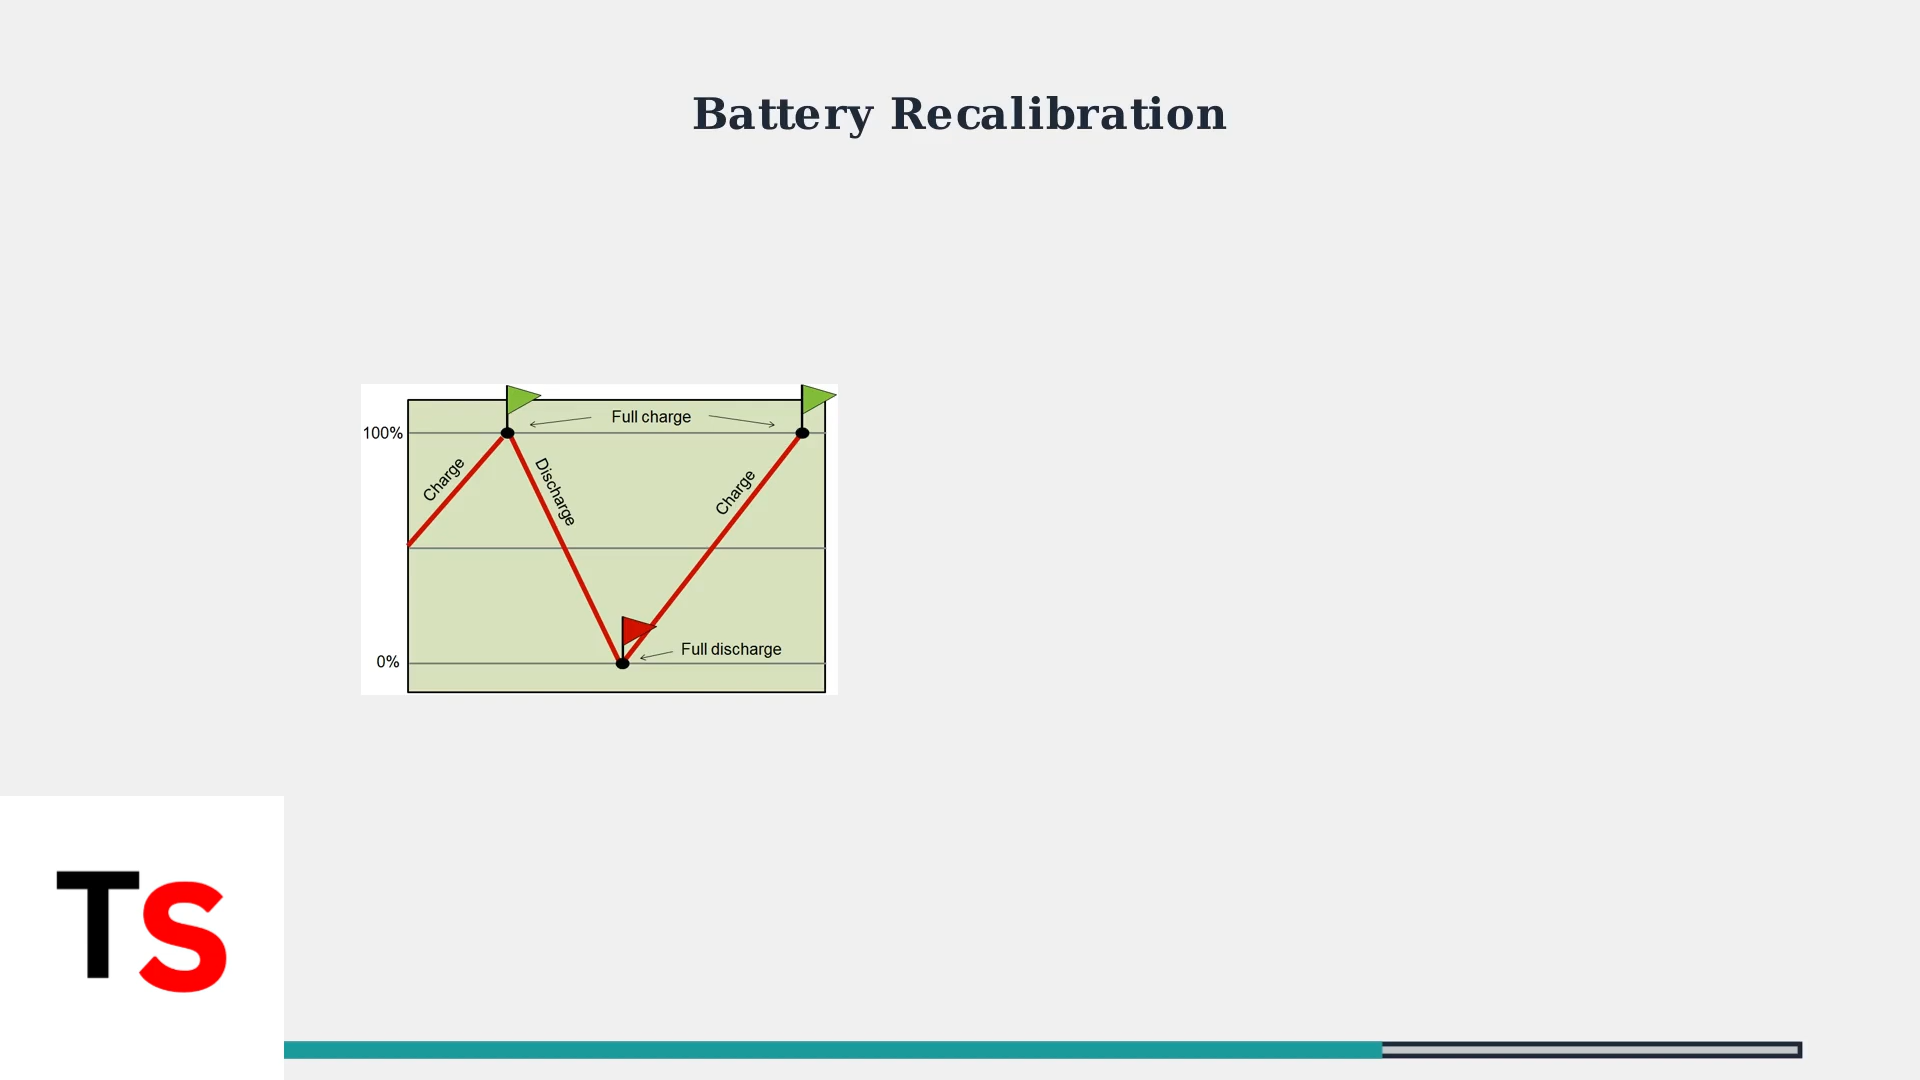 Battery Recalibration
Full charge
100%
Charge
Discharge
Charge
Full discharge
0%
TS